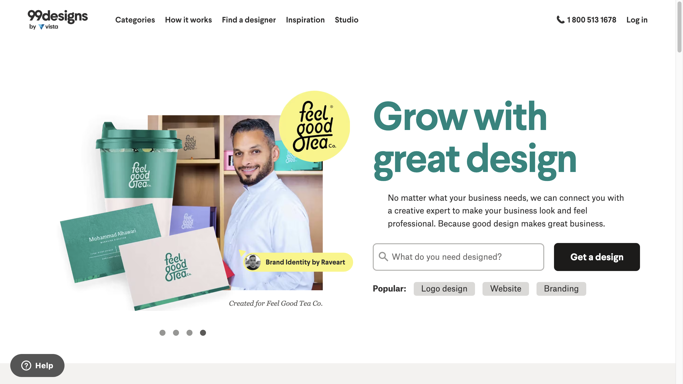 99designs
by vista
Categories
How it works
Find a designer
Inspiration
Studio
1 800 513 1678
Log in
feel good Tea Co.
feel good Tea Co.
Mohammad Alhawari
feel good Tea Co.
Brand Identity by Raveart
Created for Feel Good Tea Co.
Grow with
great design
No matter what your business needs, we can connect you with
a creative expert to make your business look and feel
professional. Because good design makes great business.
What do you need designed?
Get a design
Popular:
Logo design
Website
Branding
Help